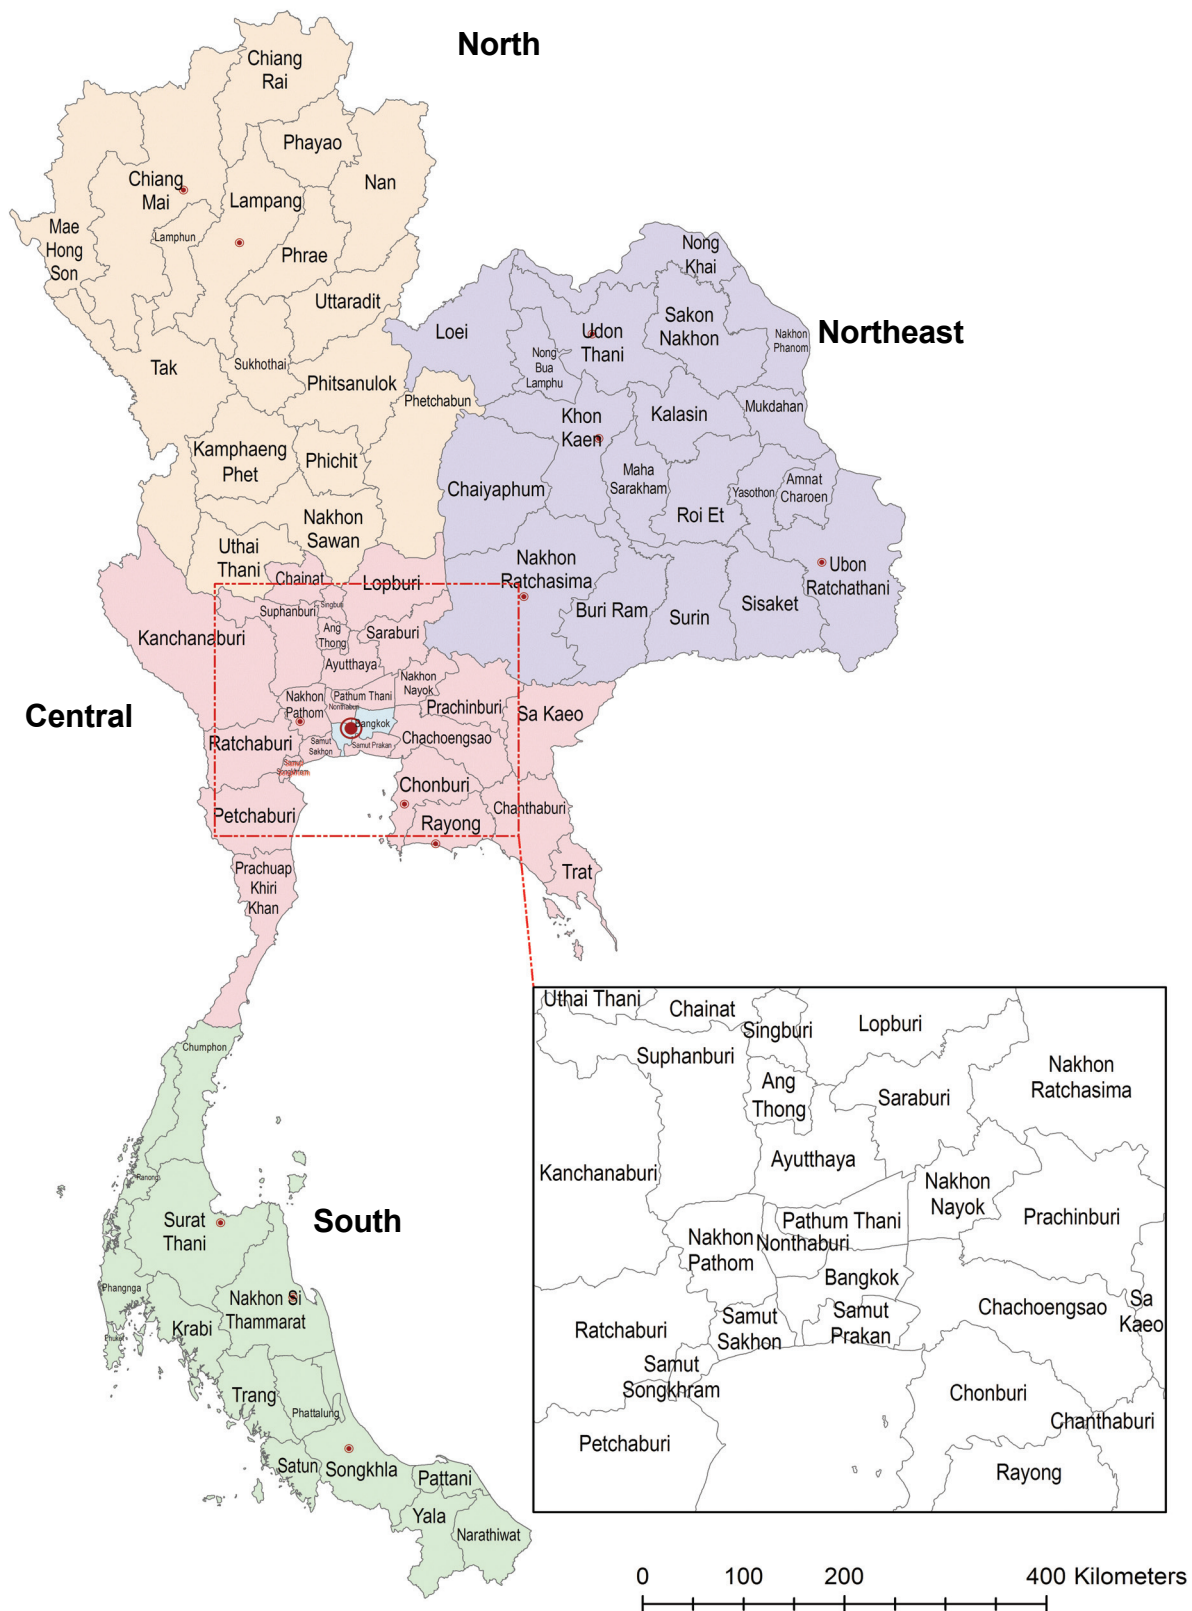 North
Chiang
Rai
Phayao
Nan
Chiang
Mai
Lampang
Lamphun
Mae
Hong
Son
Phrae
Uttaradit
Tak
Sukhothai
Phitsanulok
Phetchabun
Kamphaeng
Phet
Phichit
Nakhon
Sawan
Uthai
Thani
Northeast
Nong
Khai
Loei
Udon
Thani
Sakon
Nakhon
Nakhon
Phanom
Nong
Bua
Lamphu
Khon
Kaen
Kalasin
Mukdahan
Chaiyaphum
Maha
Sarakham
Yasothon
Amnat
Charoen
Roi Et
Nakhon
Ratchasima
Buri Ram
Surin
Sisaket
Ubon
Ratchathani
Central
Chainat
Lopburi
Singburi
Suphanburi
Kanchanaburi
Ang
Thong
Saraburi
Ayutthaya
Nakhon
Nayok
Nakhon
Pathom
Pathum Thani
Nonthaburi
Prachinburi
Sa Kaeo
Bangkok
Ratchaburi
Samut
Sakhon
Samut Prakan
Chachoengsao
Samut
Songkhram
Chonburi
Petchaburi
Rayong
Chanthaburi
Trat
Prachuap
Khiri
Khan
South
Chumphon
Ranong
Surat
Thani
Phangnga
Phuket
Krabi
Nakhon Si
Thammarat
Trang
Phattalung
Satun
Songkhla
Pattani
Yala
Narathiwat
Uthai Thani
Chainat
Singburi
Lopburi
Suphanburi
Ang
Thong
Saraburi
Nakhon
Ratchasima
Kanchanaburi
Ayutthaya
Nakhon
Nayok
Prachinburi
Nakhon
Pathom
Pathum Thani
Nonthaburi
Bangkok
Samut
Prakan
Samut
Sakhon
Chachoengsao
Sa
Kaeo
Ratchaburi
Samut
Songkhram
Chonburi
Chanthaburi
Petchaburi
Rayong
0 100 200 400 Kilometers